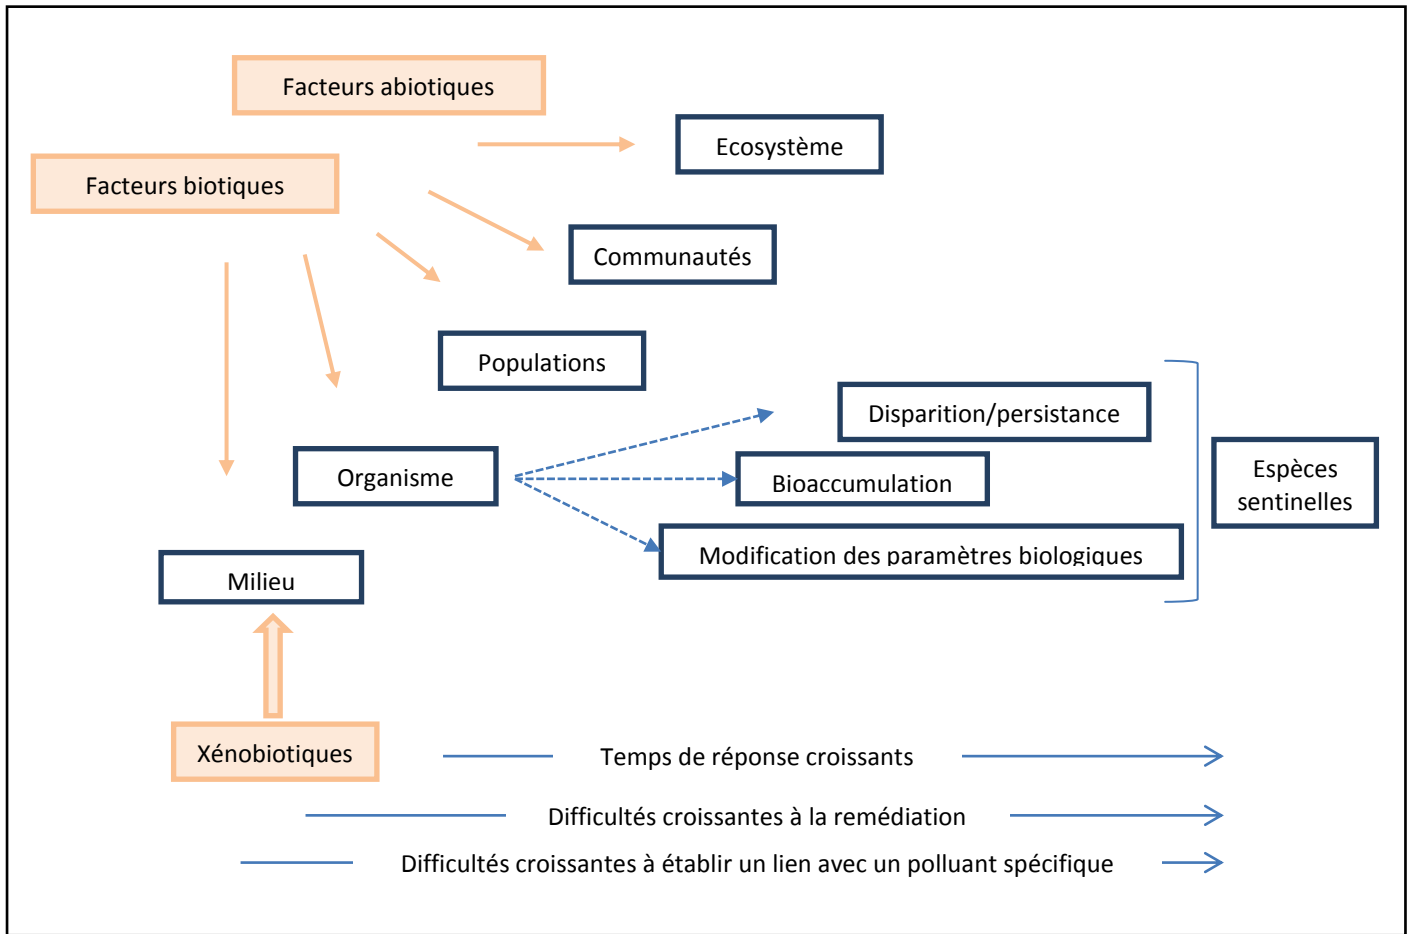 Facteurs abiotiques
Ecosystème
Facteurs biotiques
Communautés
Populations
Disparition/persistance
Organisme
Bioaccumulation
Espèces
sentinelles
Modification des paramètres biologiques
Milieu
Xénobiotiques
Temps de réponse croissants
Difficultés croissantes à la remédiation
Difficultés croissantes à établir un lien avec un polluant spécifique